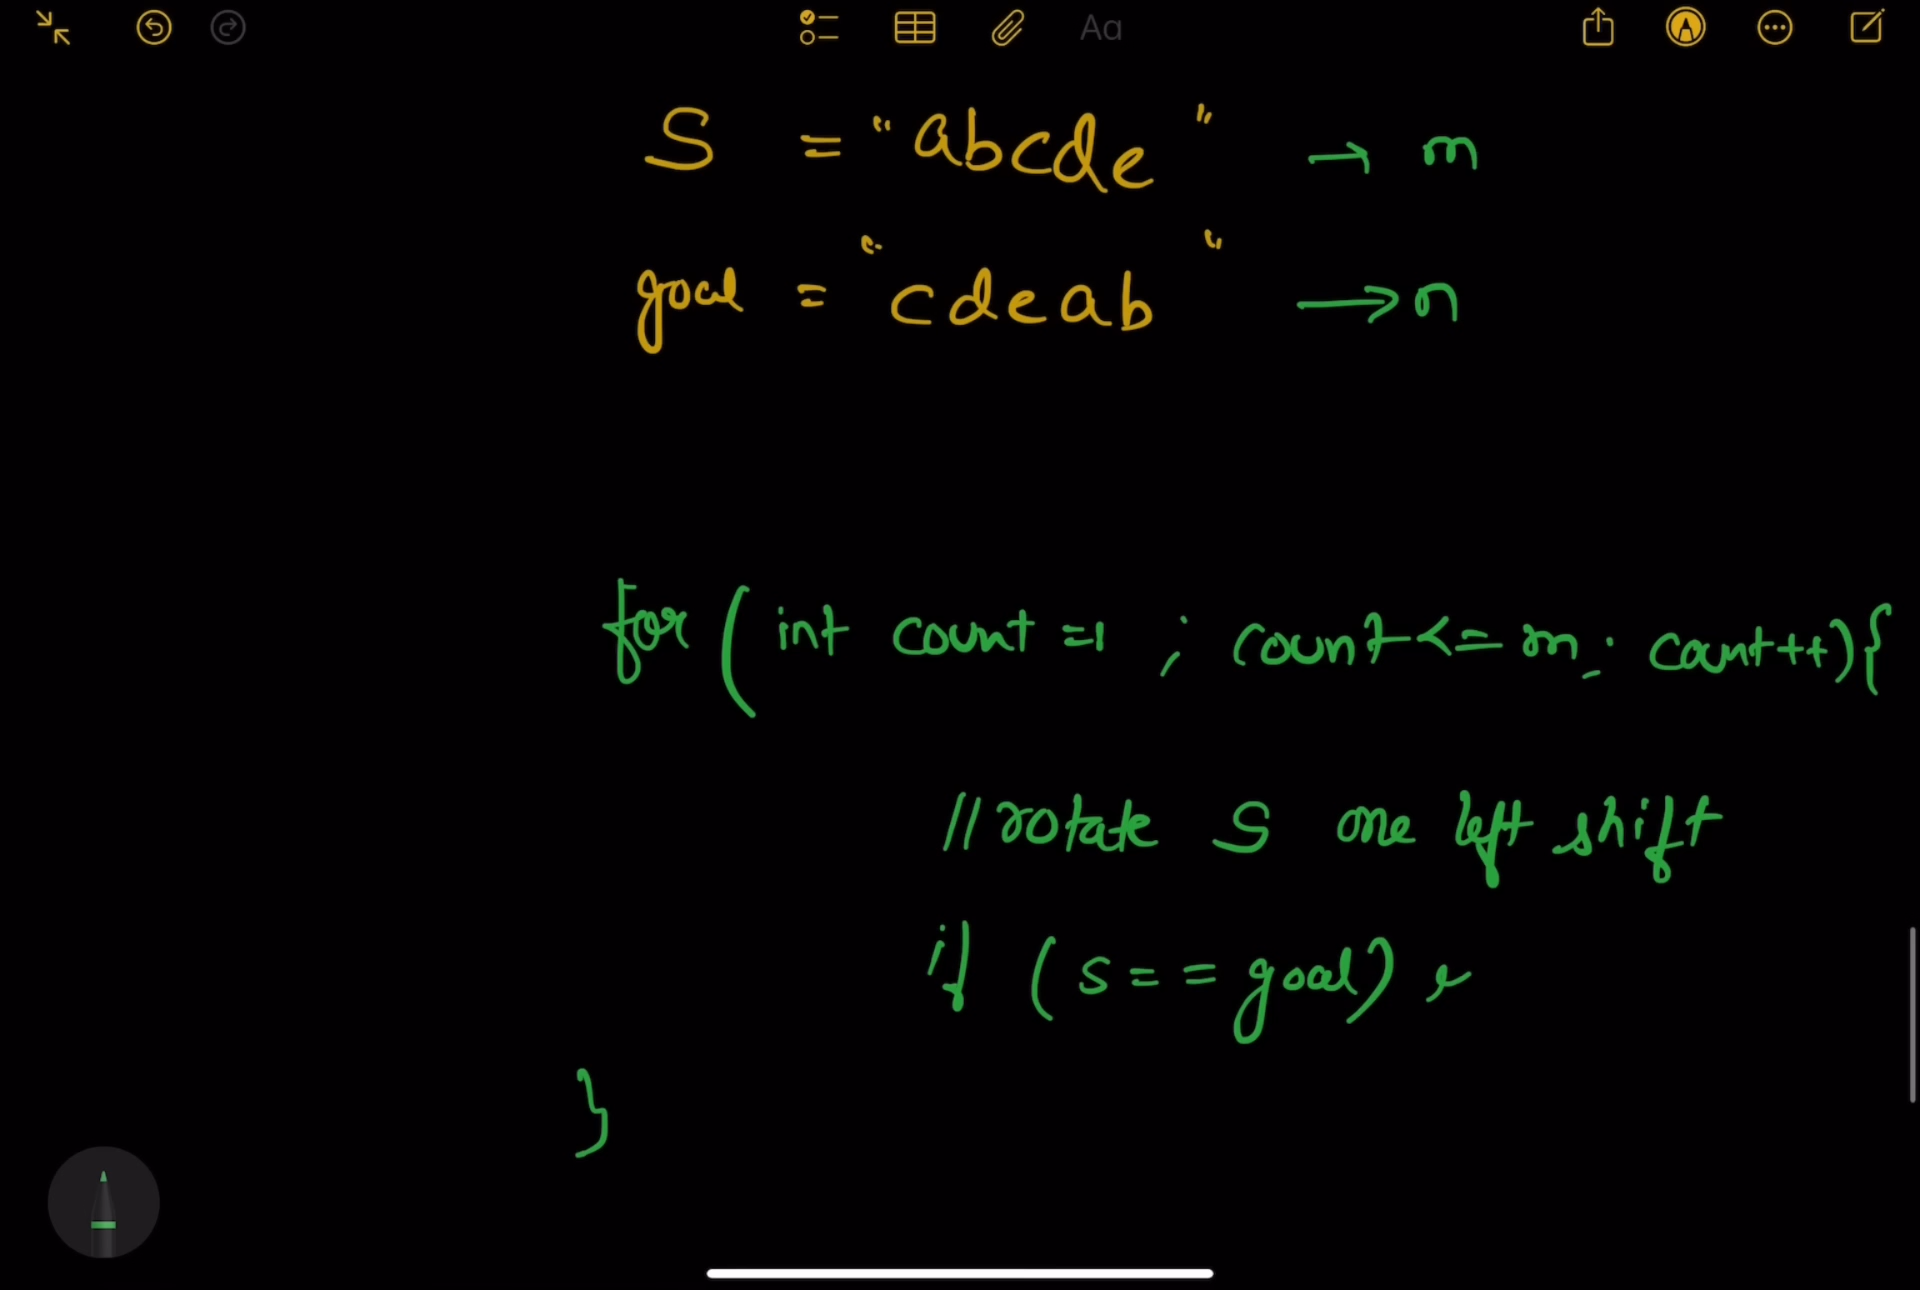 Aa
S = "abcde" → m
goal = "cdeab" → n
for ( int count =1 ; count <= m ; count++){
// rotate S one left shift
if (s == goal)
}